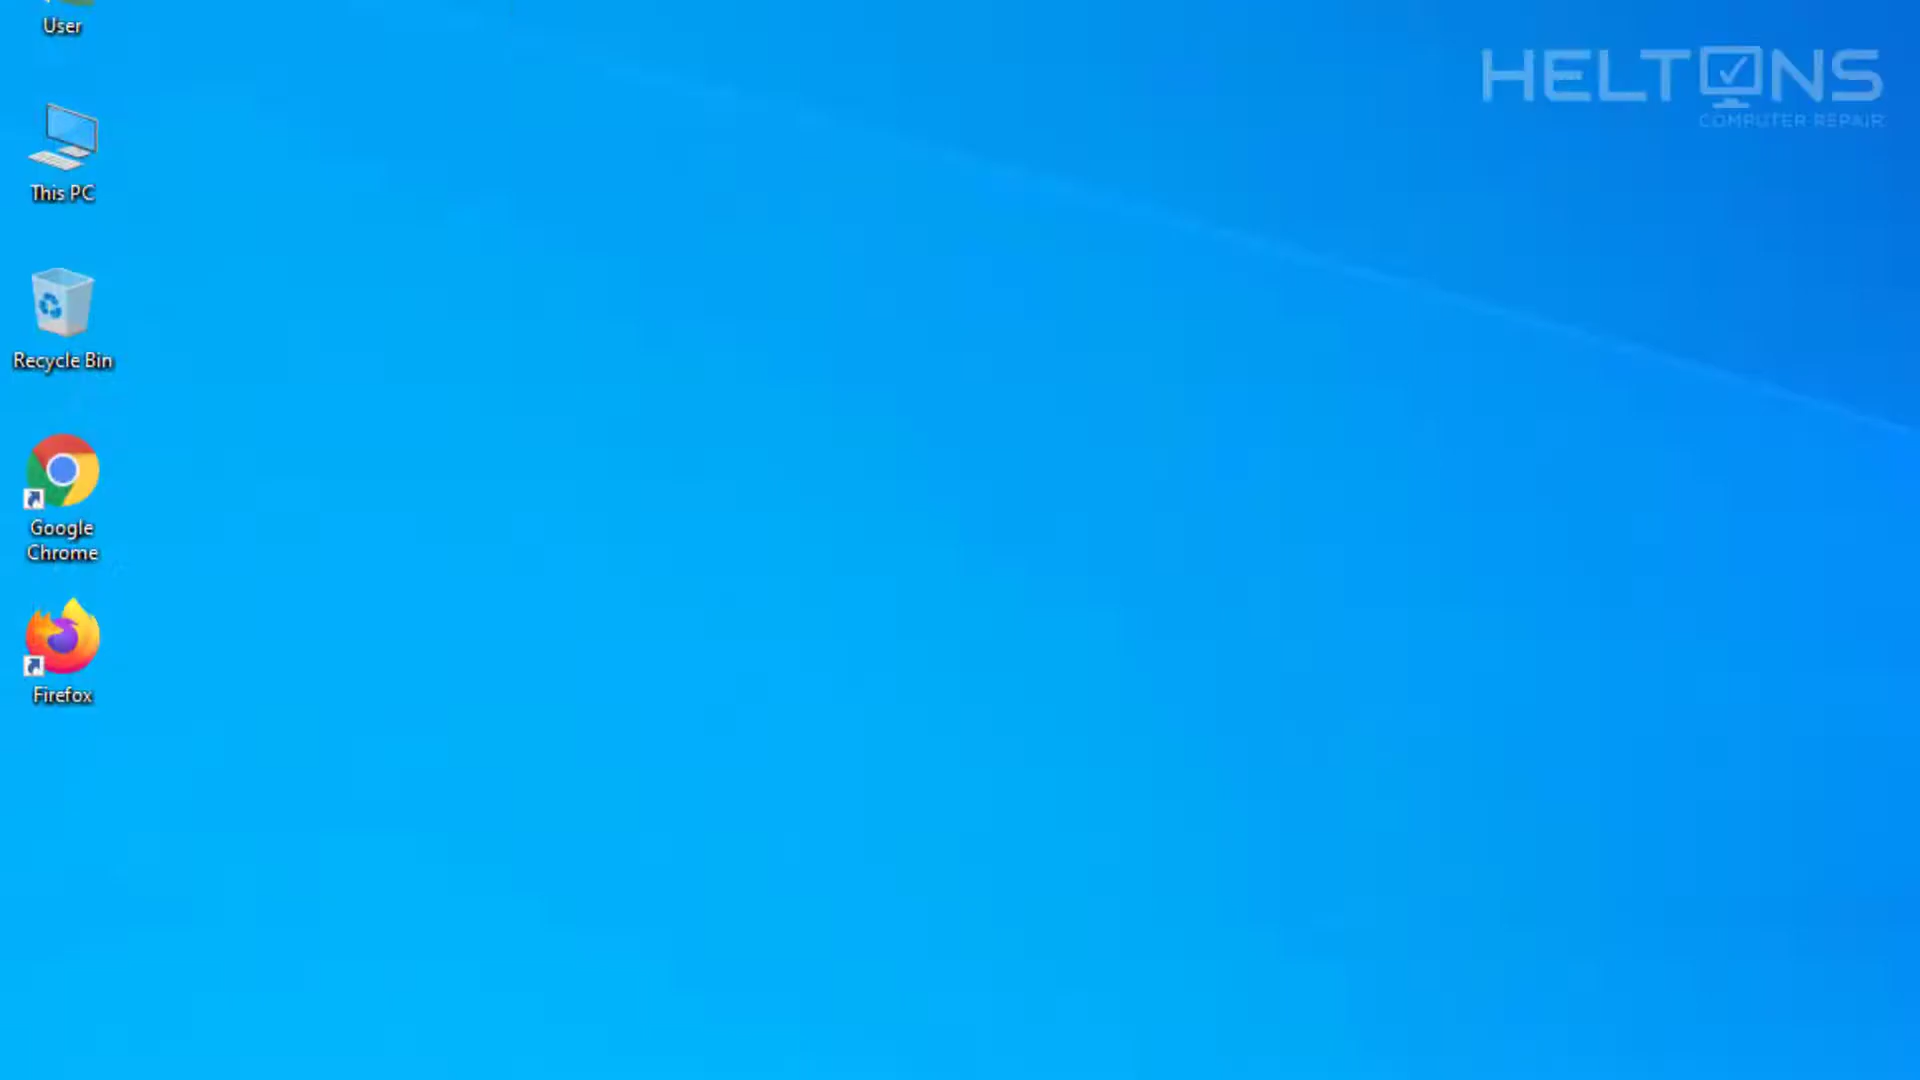 User
HELTONS
COMPUTER REPAIR
This PC
Recycle Bin
Google
Chrome
Firefox